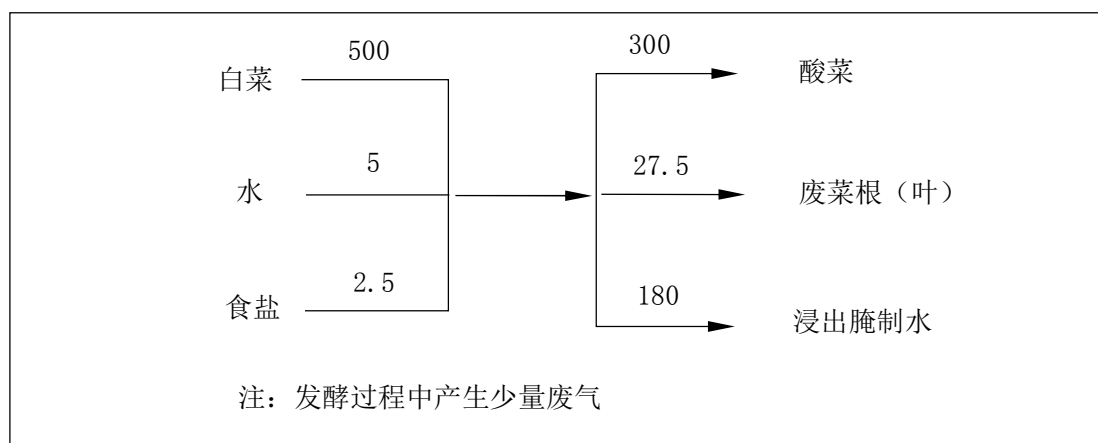 500
白菜
300
酸菜
5
水
27.5
废菜根（叶）
2.5
食盐
180
浸出腌制水
注：发酵过程中产生少量废气